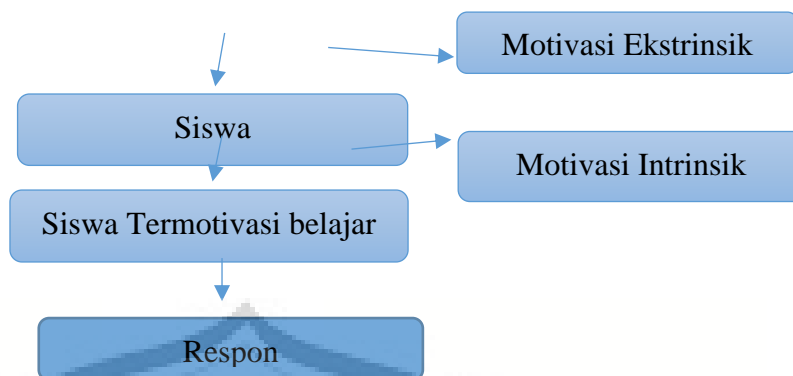 Motivasi Ekstrinsik
Siswa
Motivasi Intrinsik
Siswa Termotivasi belajar
Respon